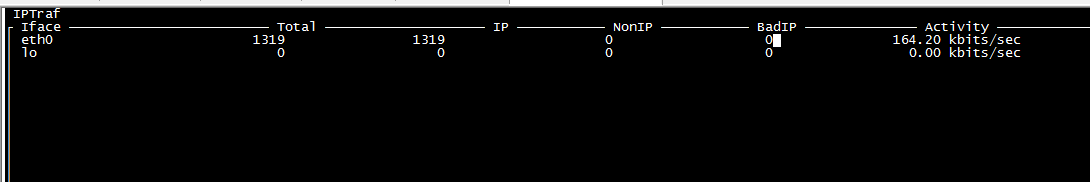 IPTraf
Iface Total IP NonIP BadIP Activity
eth0 1319 1319 0 0 164.20 kbits/sec
lo 0 0 0 0 0.00 kbits/sec